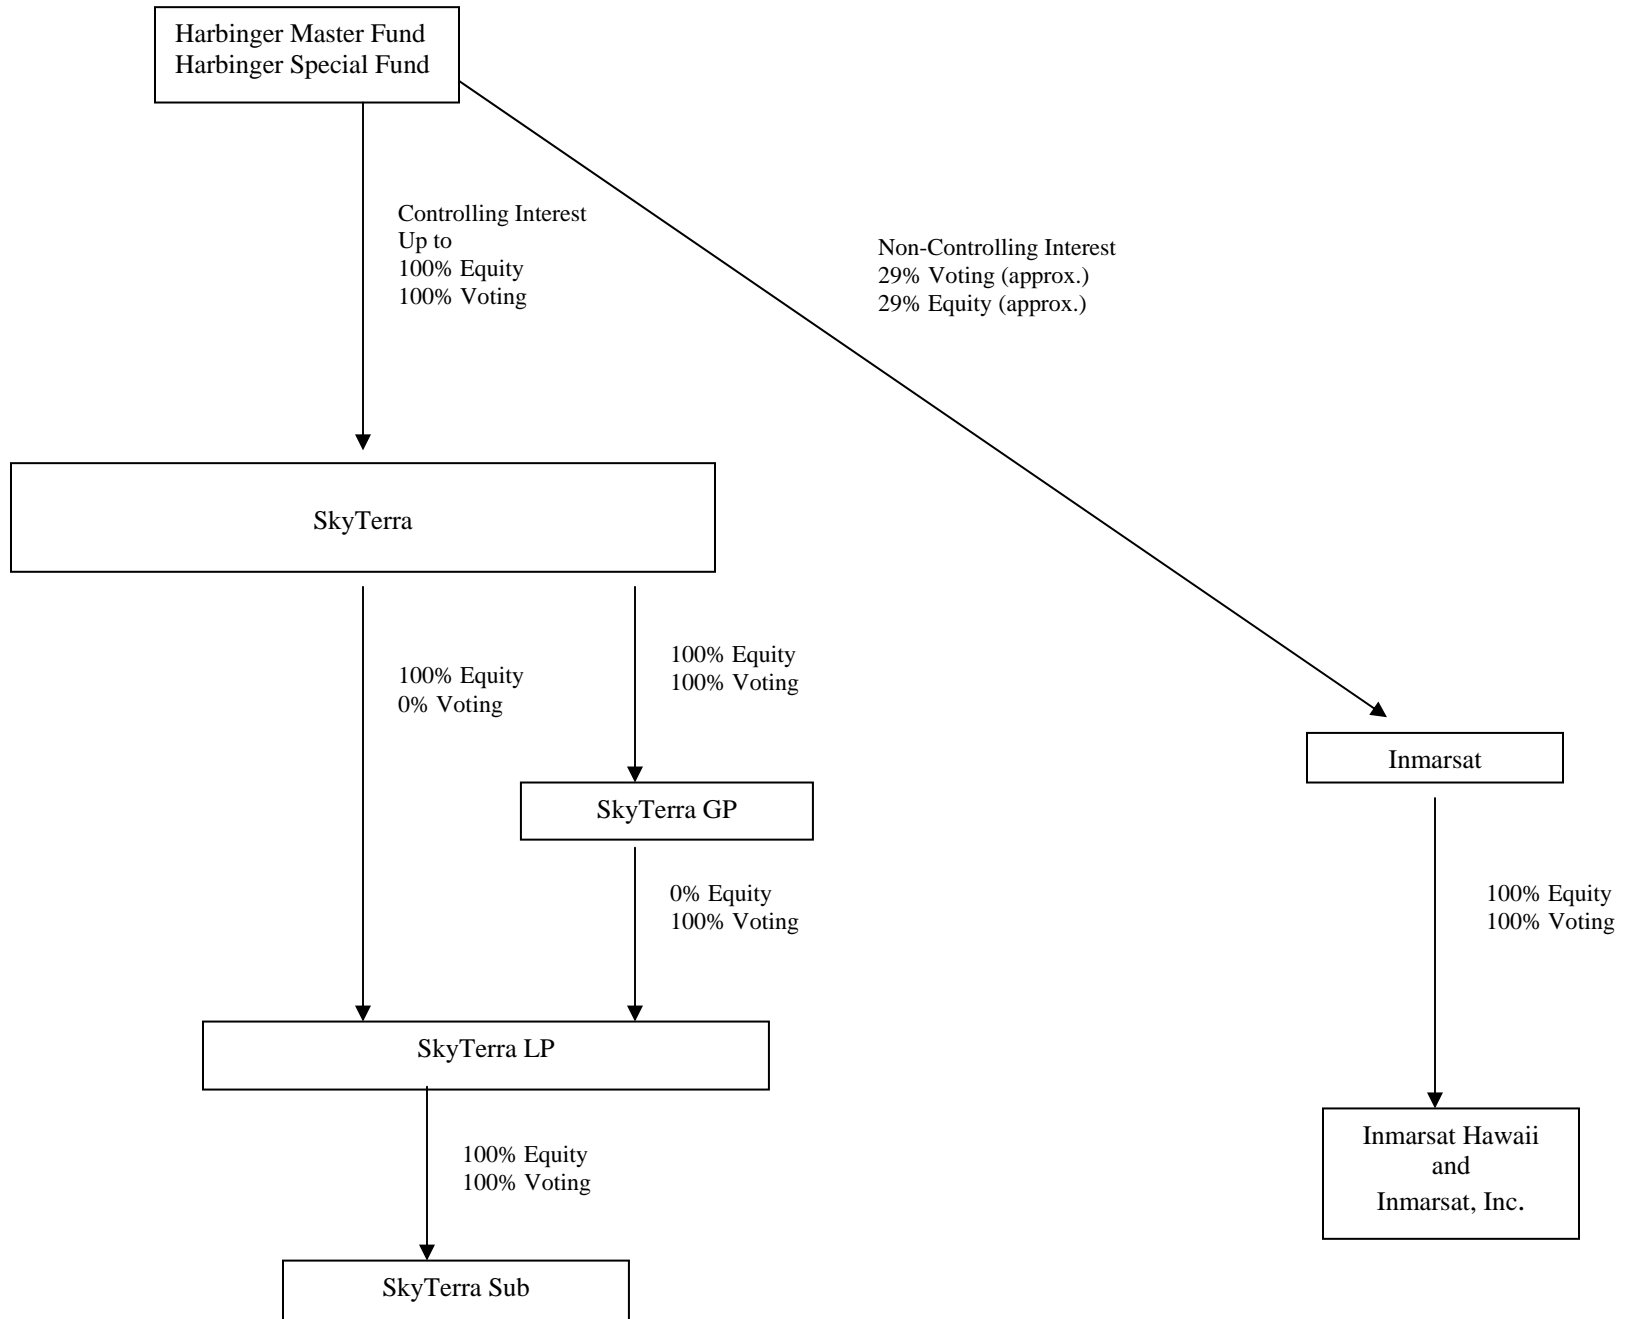 Harbinger Master Fund
Harbinger Special Fund
Controlling Interest
Up to
100% Equity
100% Voting
Non-Controlling Interest
29% Voting (approx.)
29% Equity (approx.)
SkyTerra
100% Equity
0% Voting
100% Equity
100% Voting
Inmarsat
SkyTerra GP
0% Equity
100% Voting
100% Equity
100% Voting
SkyTerra LP
Inmarsat Hawaii
and
Inmarsat, Inc.
100% Equity
100% Voting
SkyTerra Sub